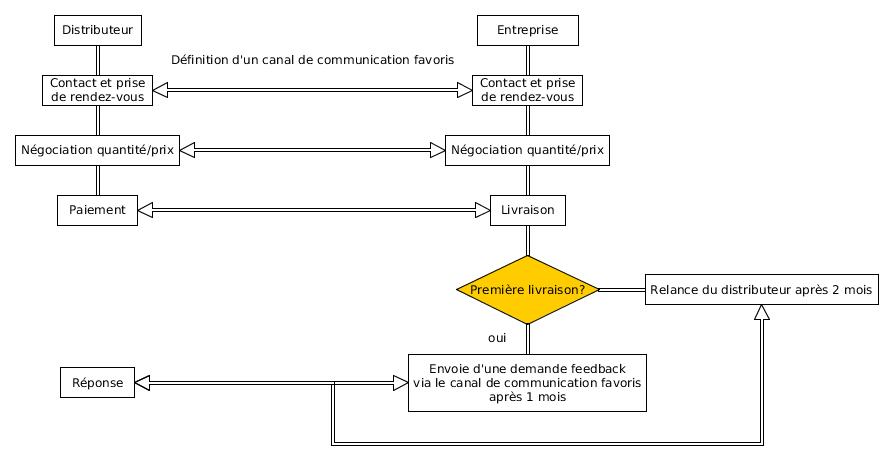 Distributeur
Entreprise
Définition d'un canal de communication favoris
Contact et prise
de rendez-vous
Contact et prise
de rendez-vous
Négociation quantité/prix
Négociation quantité/prix
Paiement
Livraison
Première livraison?
Relance du distributeur après 2 mois
oui
Réponse
Envoie d'une demande feedback
via le canal de communication favoris
après 1 mois